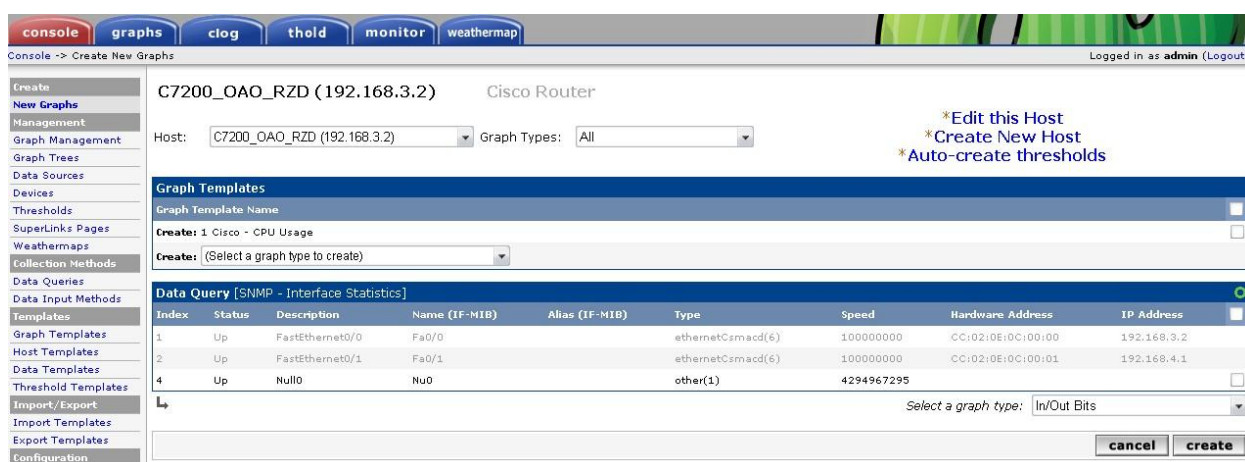 console graphs clog thold monitor weathermap
Console -> Create New Graphs
Logged in as admin (Logout
Create
New Graphs
Management
Graph Management
Graph Trees
Data Sources
Devices
Thresholds
SuperLinks Pages
Weathermaps
Collection Methods
Data Queries
Data Input Methods
Templates
Graph Templates
Host Templates
Data Templates
Threshold Templates
Import/Export
Import Templates
Export Templates
Configuration
C7200_OAO_RZD (192.168.3.2) Cisco Router
Host: C7200_OAO_RZD (192.168.3.2) Graph Types: All
*Edit this Host
*Create New Host
*Auto-create thresholds
Graph Templates
Graph Template Name
Create: 1 Cisco - CPU Usage
Create: (Select a graph type to create)
Data Query [SNMP - Interface Statistics]
Index Status Description Name (IF-MIB) Alias (IF-MIB) Type Speed Hardware Address IP Address
1 Up FastEthernet0/0 Fa0/0 ethernetCsmacd(6) 100000000 CC:02:0E:0C:00:00 192.168.3.2
2 Up FastEthernet0/1 Fa0/1 ethernetCsmacd(6) 100000000 CC:02:0E:0C:00:01 192.168.4.1
4 Up Null0 Nu0 other(1) 4294967295
Select a graph type: In/Out Bits
cancel create